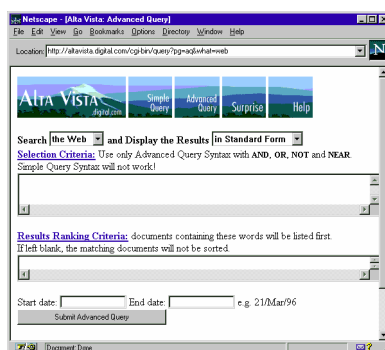 Netscape - [Alta Vista: Advanced Query]
File Edit View Go Bookmarks Options Directory Window Help
Location: http://altavista.digital.com/cgi-bin/query?pg=aq&what=web
N
ALTA VISTA
digital.com
Simple Query
Advanced Query
Surprise
Help
Search the Web and Display the Results in Standard Form
Selection Criteria: Use only Advanced Query Syntax with AND, OR, NOT and NEAR.
Simple Query Syntax will not work!
Results Ranking Criteria: documents containing these words will be listed first.
If left blank, the matching documents will not be sorted.
Start date: End date: e.g. 21/Mar/96
Submit Advanced Query
Document: Done